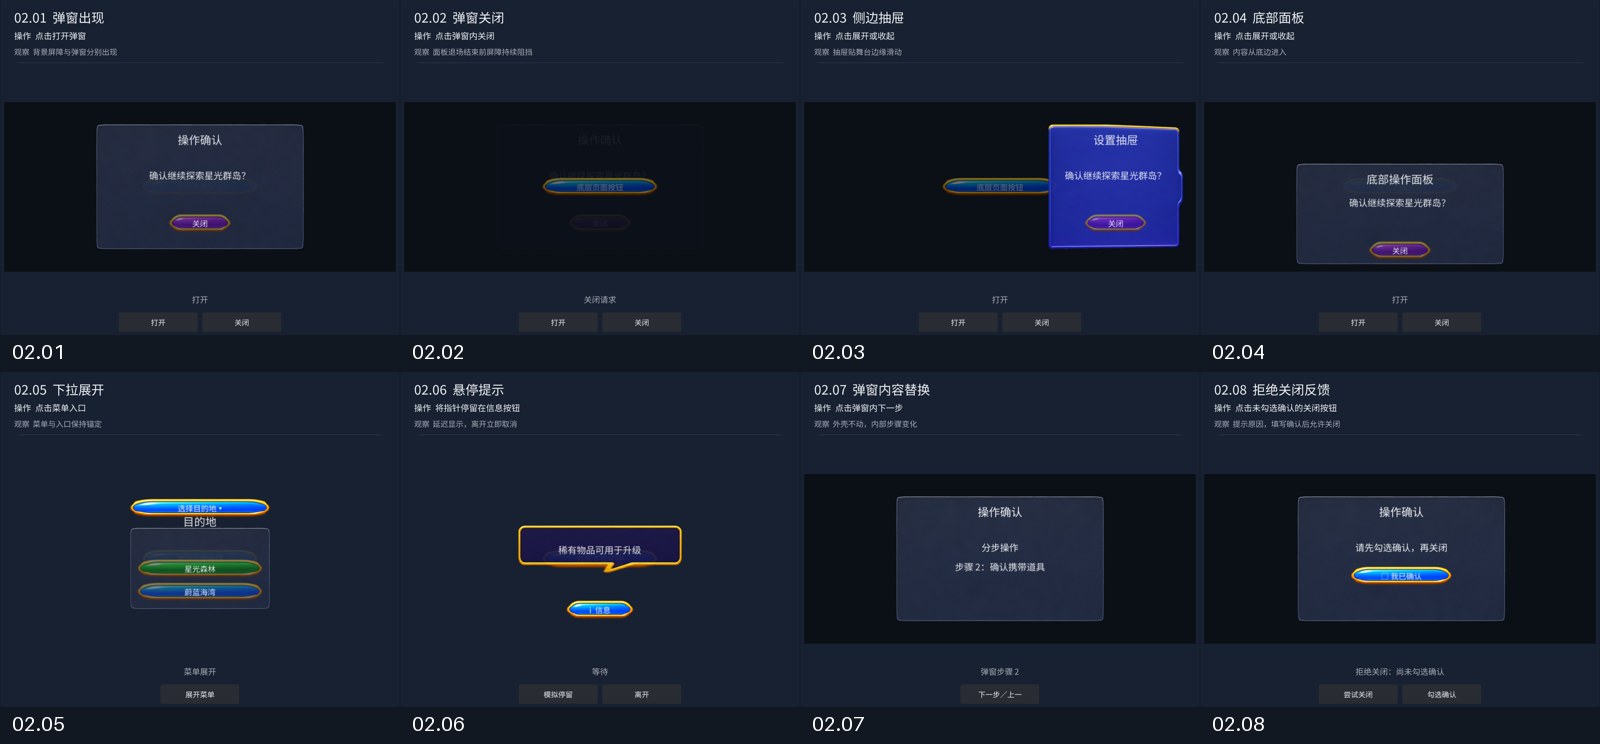 02.01 弹窗出现
操作 点击打开弹窗
观察 背景屏障与弹窗分别出现
操作确认
确认继续探索星光群岛?
关闭
打开
打开
关闭
02.01
02.02 弹窗关闭
操作 点击弹窗内关闭
观察 面板退场结束前屏障持续阻挡
操作确认
底层页面按钮
关闭
关闭请求
打开
关闭
02.02
02.03 侧边抽屉
操作 点击展开或收起
观察 抽屉贴舞台边缘滑动
设置抽屉
确认继续探索星光群岛?
底层页面按钮
关闭
打开
打开
关闭
02.03
02.04 底部面板
操作 点击展开或收起
观察 内容从底边进入
底部操作面板
确认继续探索星光群岛?
关闭
打开
打开
关闭
02.04
02.05 下拉展开
操作 点击菜单入口
观察 菜单与入口保持锚定
选择目的地
目的地
星光森林
蔚蓝海湾
菜单展开
展开菜单
02.05
02.06 悬停提示
操作 将指针停留在信息按钮
观察 延迟显示，离开立即取消
稀有物品可用于升级
i 信息
等待
模拟停留
离开
02.06
02.07 弹窗内容替换
操作 点击弹窗内下一步
观察 外壳不动，内部步骤变化
操作确认
分步操作
步骤 2：确认携带道具
弹窗步骤 2
下一步／上一
02.07
02.08 拒绝关闭反馈
操作 点击未勾选确认的关闭按钮
观察 提示原因，填写确认后允许关闭
操作确认
请先勾选确认，再关闭
□ 我已确认
拒绝关闭：尚未勾选确认
尝试关闭
勾选确认
02.08